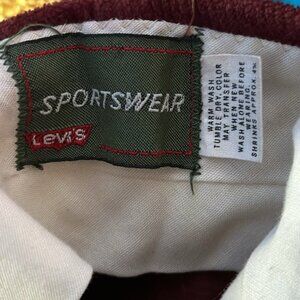 SPORTSWEAR
LEVI'S
WARM WASH
TUMBLE DRY, COLOR
MAY TRANSFER
WHEN NEW
WASH ALONE BEFORE
WEARING.
SHRINKS APPROX. 4%